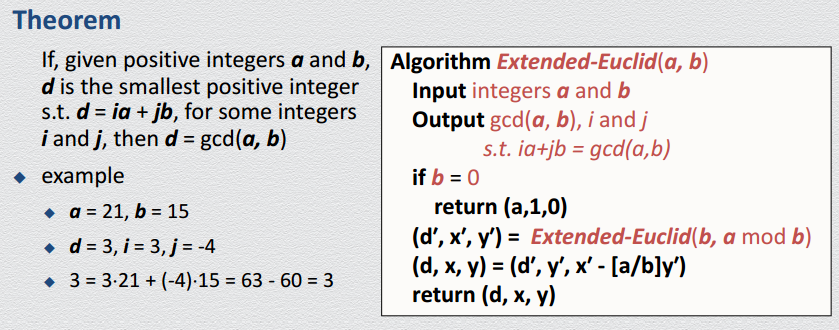 Theorem
If, given positive integers a and b,
d is the smallest positive integer
s.t. d = ia + jb, for some integers
i and j, then d = gcd(a, b)
example
a = 21, b = 15
d = 3, i = 3, j = -4
3 = 3·21 + (-4)·15 = 63 - 60 = 3
Algorithm Extended-Euclid(a, b)
Input integers a and b
Output gcd(a, b), i and j
s.t. ia+jb = gcd(a,b)
if b = 0
return (a,1,0)
(d′, x′, y′) = Extended-Euclid(b, a mod b)
(d, x, y) = (d′, y′, x′ - [a/b]y′)
return (d, x, y)